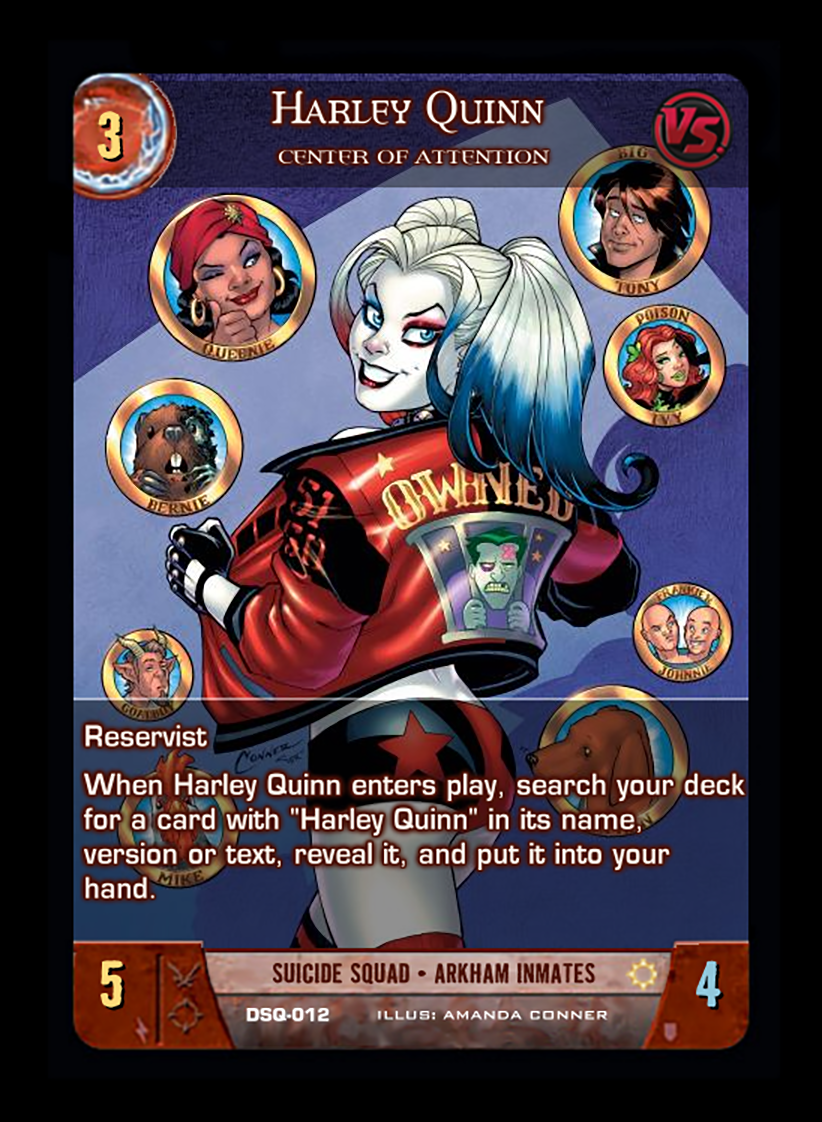 3
HARLEY QUINN
VS.
CENTER OF ATTENTION
BIG
TONY
QUEENIE
POISON
IVY
BERNIE
OWNED
FRANKIE &
JOHNNIE
GOATBOY
CONNER
Reservist
When Harley Quinn enters play, search your deck
for a card with "Harley Quinn" in its name,
version or text, reveal it, and put it into your
hand.
MIKE
5
SUICIDE SQUAD • ARKHAM INMATES
4
DSQ-012
ILLUS: AMANDA CONNER